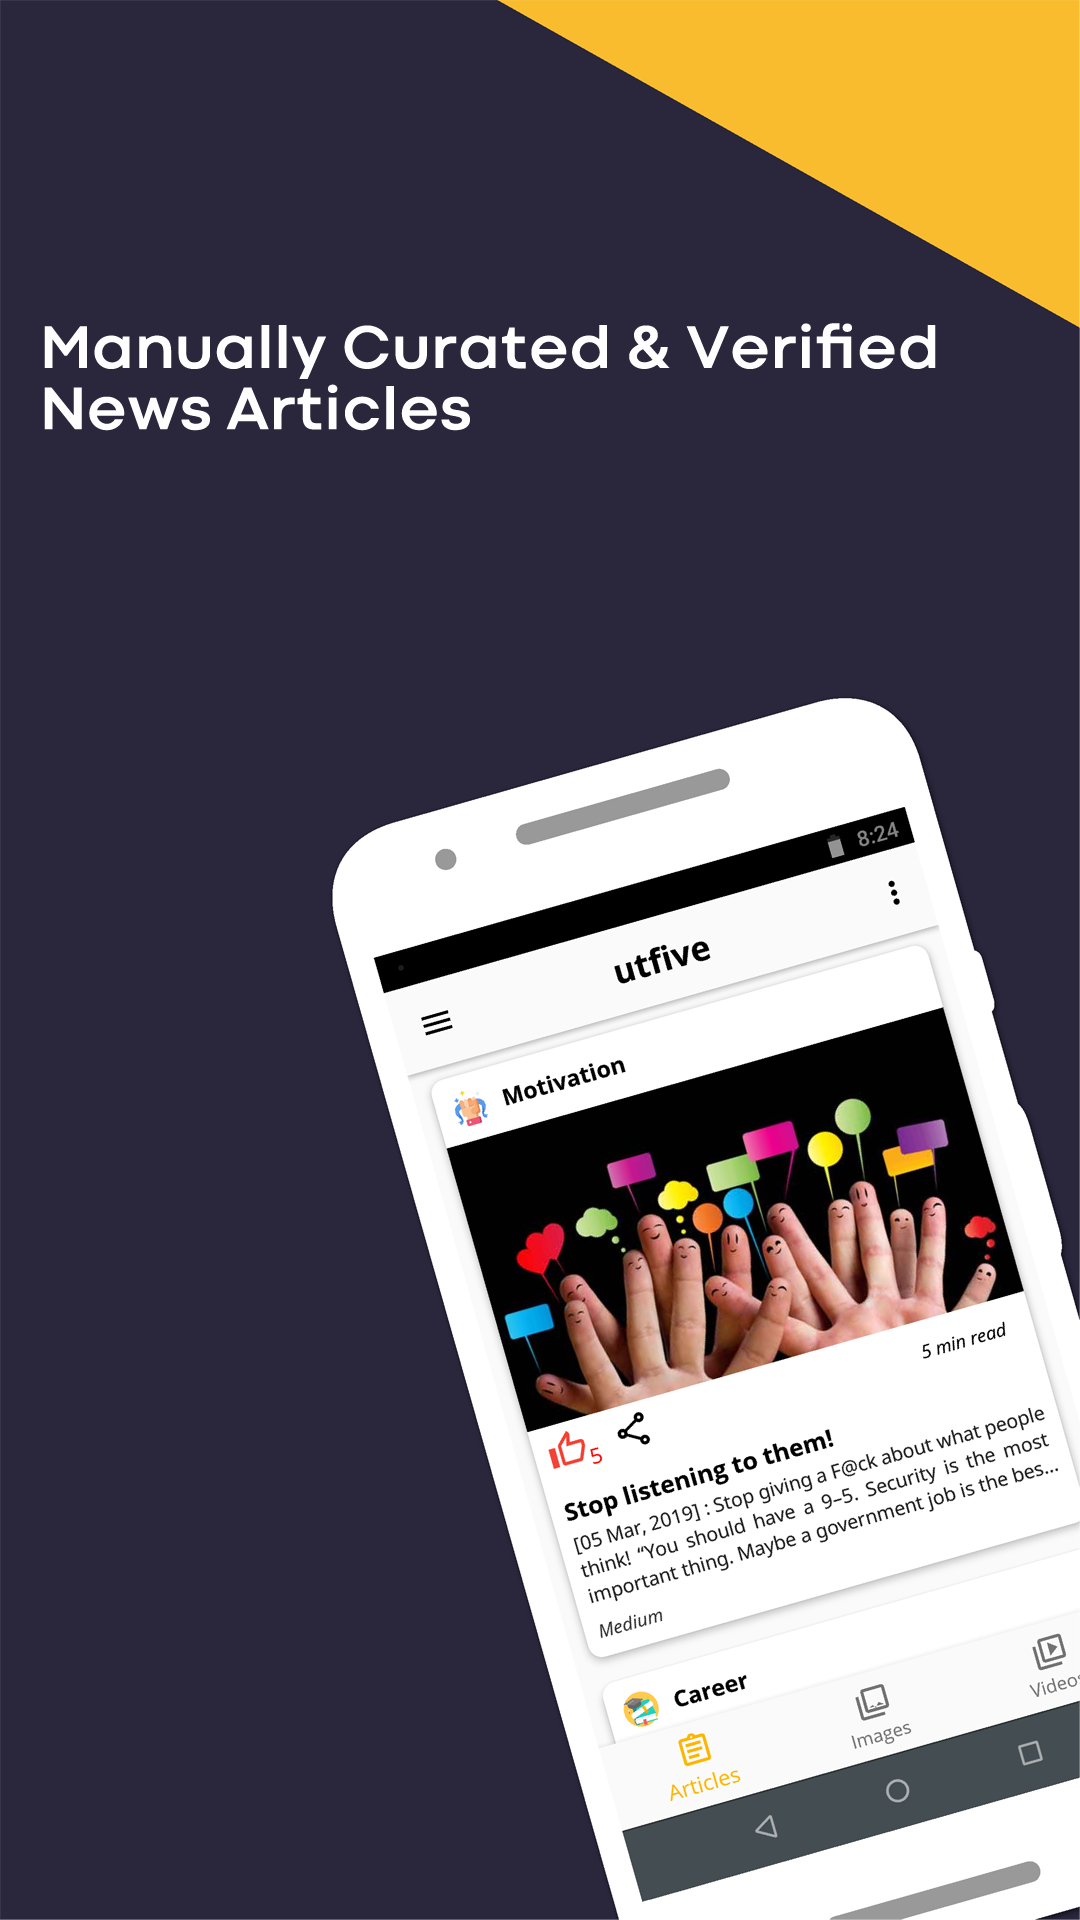 Manually Curated & Verified
News Articles
8:24
utfive
Motivation
5 min read
5
Stop listening to them!
[05 Mar, 2019] : Stop giving a F@ck about what people
think! “You should have a 9–5. Security is the most
important thing. Maybe a government job is the bes...
Medium
Career
Articles
Images
Videos